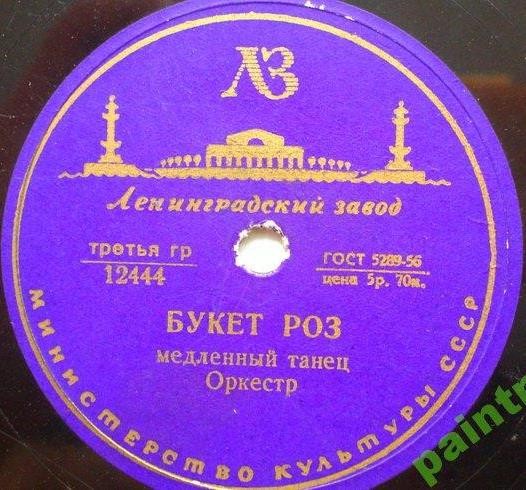 ЛЗ
Ленинградский завод
третья гр
12444
ГОСТ 5289-56
цена 5р. 70к.
БУКЕТ РОЗ
медленный танец
Оркестр
МИНИСТЕРСТВО КУЛЬТУРЫ СССР